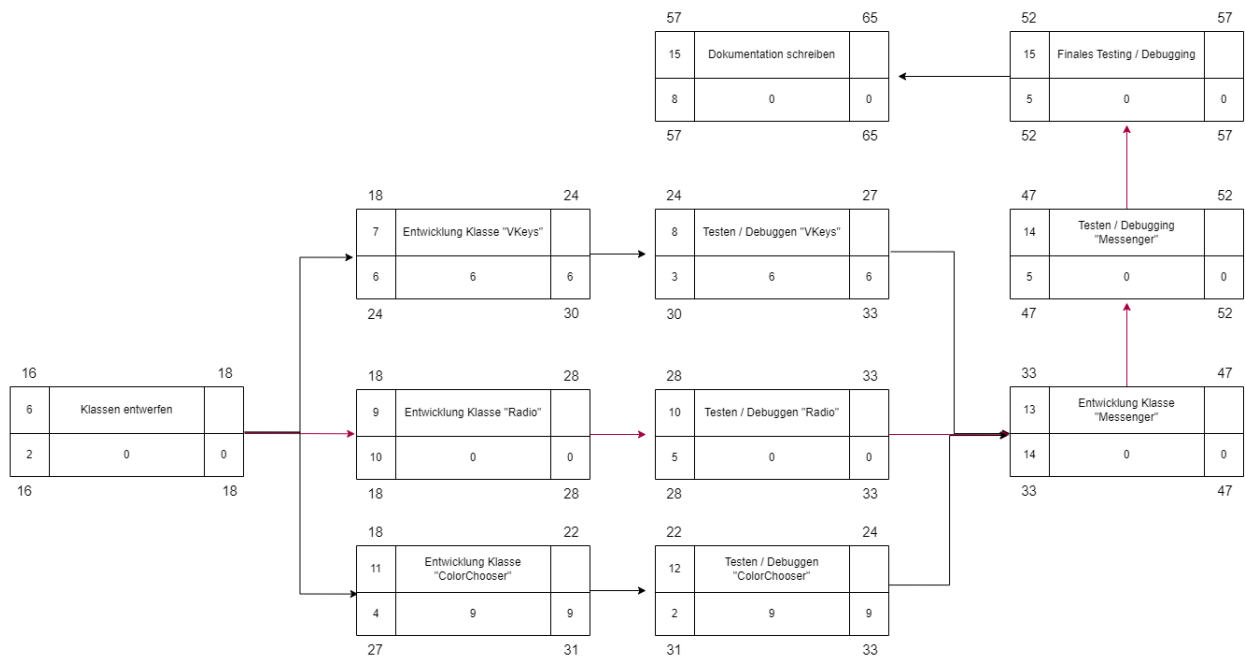 57 65
15 Dokumentation schreiben
8 0 0
57 65
52 57
15 Finales Testing / Debugging
5 0 0
52 57
18 24
7 Entwicklung Klasse "VKeys"
6 6 6
24 30
24 27
8 Testen / Debuggen "VKeys"
3 6 6
30 33
47 52
14 Testen / Debugging
"Messenger"
5 0 0
47 52
16 18
6 Klassen entwerfen
2 0 0
16 18
18 28
9 Entwicklung Klasse "Radio"
10 0 0
18 28
28 33
10 Testen / Debuggen "Radio"
5 0 0
28 33
33 47
13 Entwicklung Klasse
"Messenger"
14 0 0
33 47
18 22
11 Entwicklung Klasse
"ColorChooser"
4 9 9
27 31
22 24
12 Testen / Debuggen
"ColorChooser"
2 9 9
31 33